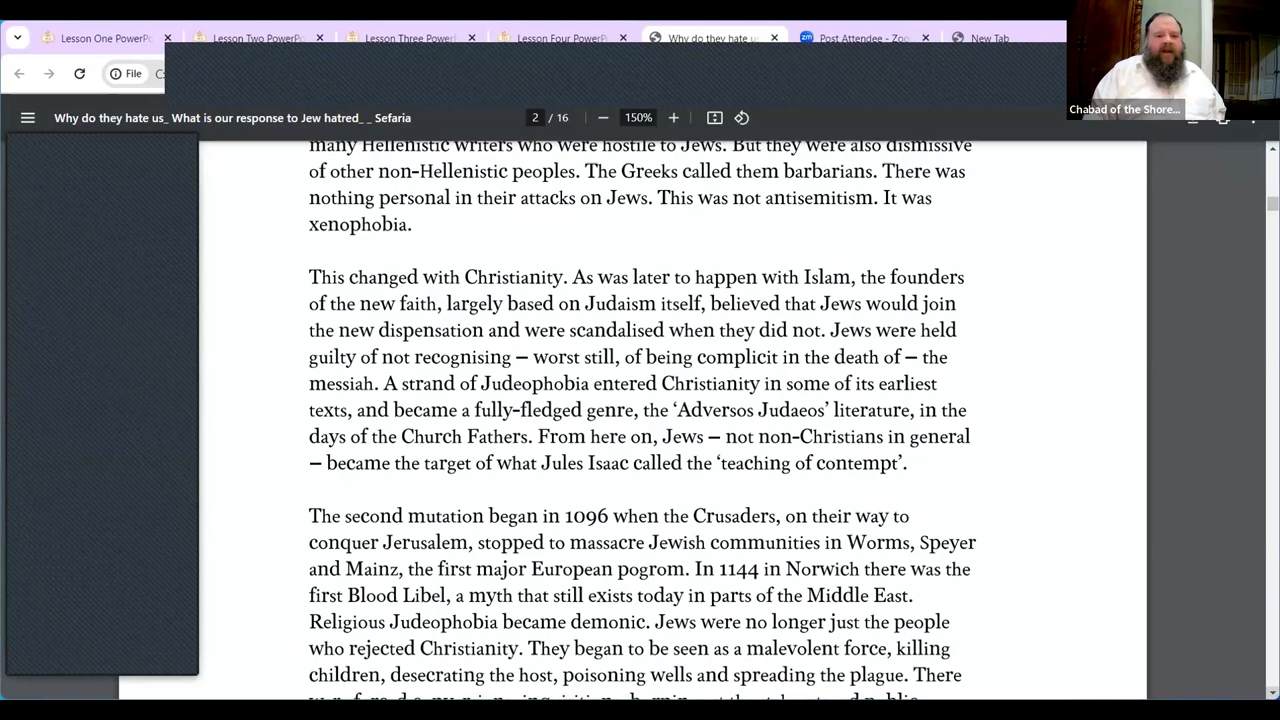 Lesson One PowerP
Lesson Two PowerP
Lesson Three Power
Lesson Four PowerP
Why do they hate u
Post Attendee - Zoo
New Tab
File
C:
Chabad of the Shore...
Why do they hate us_ What is our response to Jew hatred_ _ Sefaria
2 / 16
150%
many Hellenistic writers who were hostile to Jews. But they were also dismissive
of other non-Hellenistic peoples. The Greeks called them barbarians. There was
nothing personal in their attacks on Jews. This was not antisemitism. It was
xenophobia.
This changed with Christianity. As was later to happen with Islam, the founders
of the new faith, largely based on Judaism itself, believed that Jews would join
the new dispensation and were scandalised when they did not. Jews were held
guilty of not recognising – worst still, of being complicit in the death of – the
messiah. A strand of Judeophobia entered Christianity in some of its earliest
texts, and became a fully-fledged genre, the ‘Adversos Judaeos’ literature, in the
days of the Church Fathers. From here on, Jews – not non-Christians in general
– became the target of what Jules Isaac called the ‘teaching of contempt’.
The second mutation began in 1096 when the Crusaders, on their way to
conquer Jerusalem, stopped to massacre Jewish communities in Worms, Speyer
and Mainz, the first major European pogrom. In 1144 in Norwich there was the
first Blood Libel, a myth that still exists today in parts of the Middle East.
Religious Judeophobia became demonic. Jews were no longer just the people
who rejected Christianity. They began to be seen as a malevolent force, killing
children, desecrating the host, poisoning wells and spreading the plague. There